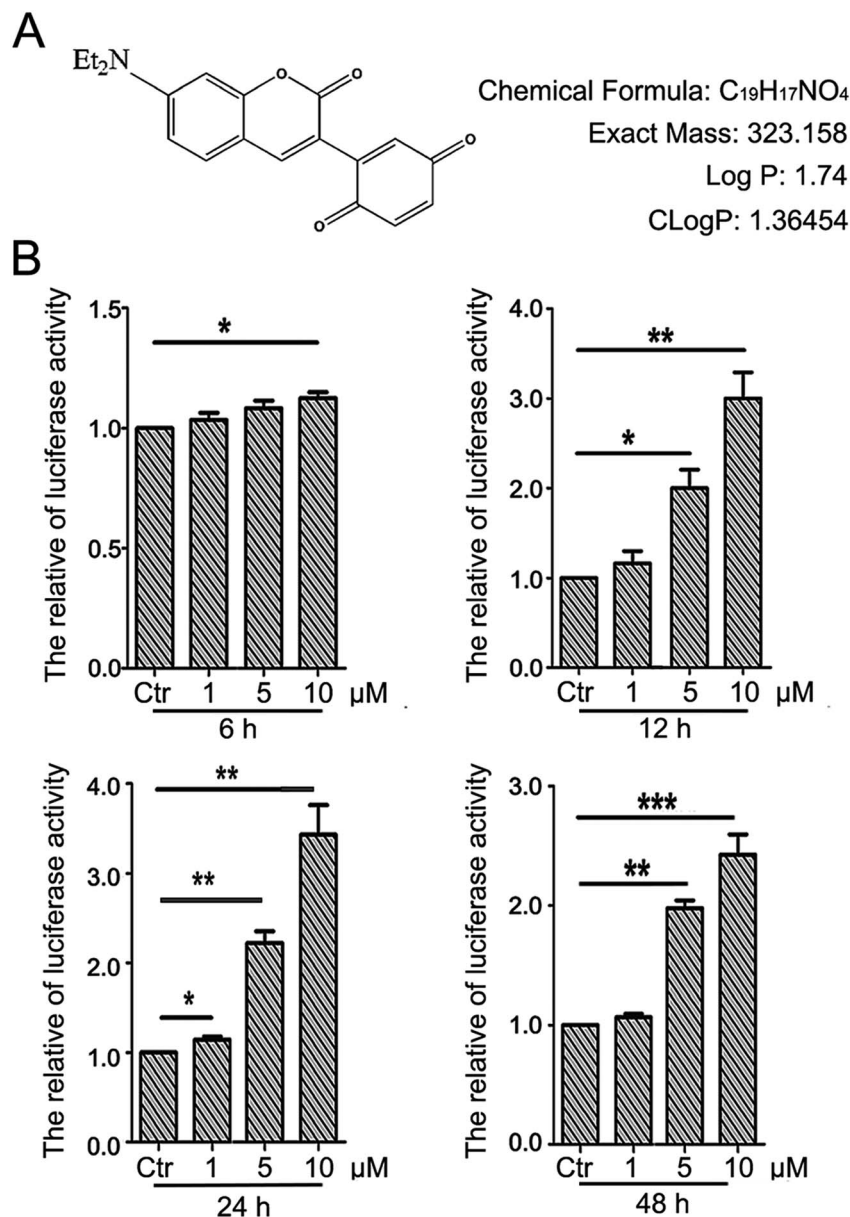 A
Et₂N
O
O
O
O
Chemical Formula: C₁₉H₁₇NO₄
Exact Mass: 323.158
Log P: 1.74
CLogP: 1.36454
B
The relative of luciferase activity
1.5
1.0
0.5
0.0
*
Ctr 1 5 10 µM
6 h
The relative of luciferase activity
4.0
3.0
2.0
1.0
0.0
**
*
Ctr 1 5 10 µM
12 h
The relative of luciferase activity
4.0
3.0
2.0
1.0
0.0
**
**
*
Ctr 1 5 10 µM
24 h
The relative of luciferase activity
3.0
2.0
1.0
0.0
***
**
Ctr 1 5 10 µM
48 h